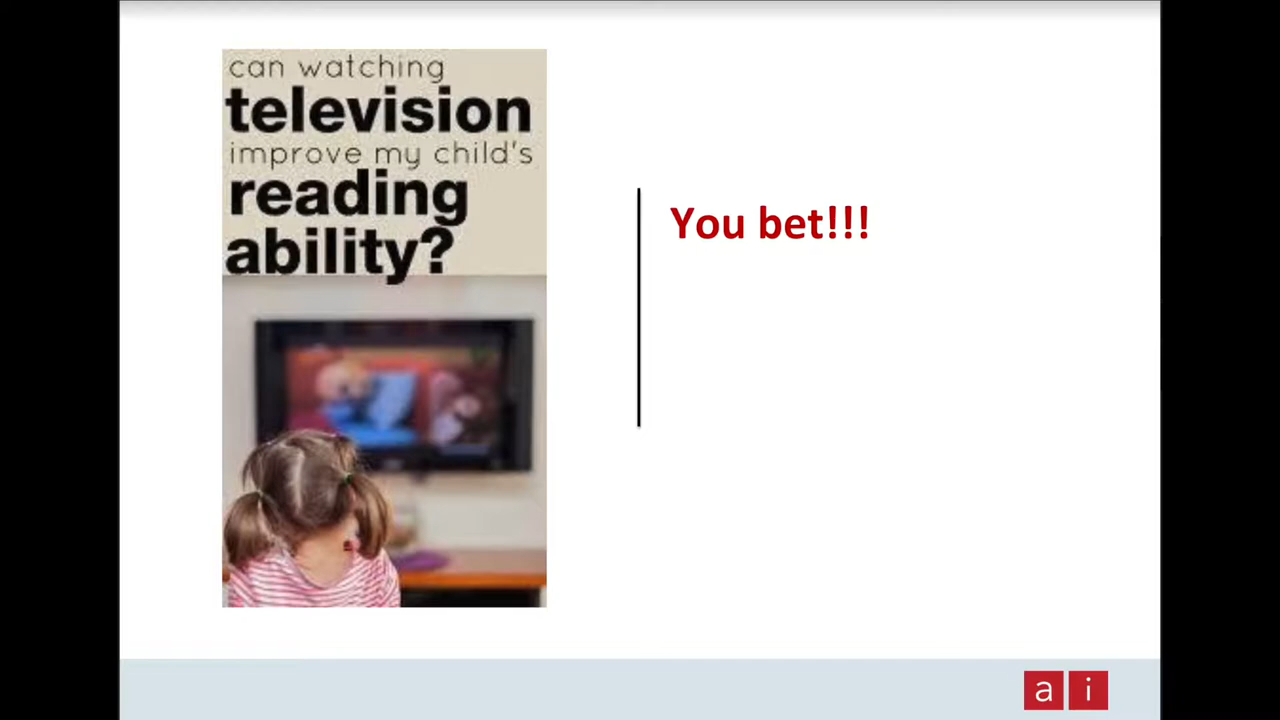 can watching
television
improve my child's
reading
ability?
You bet!!!
a i